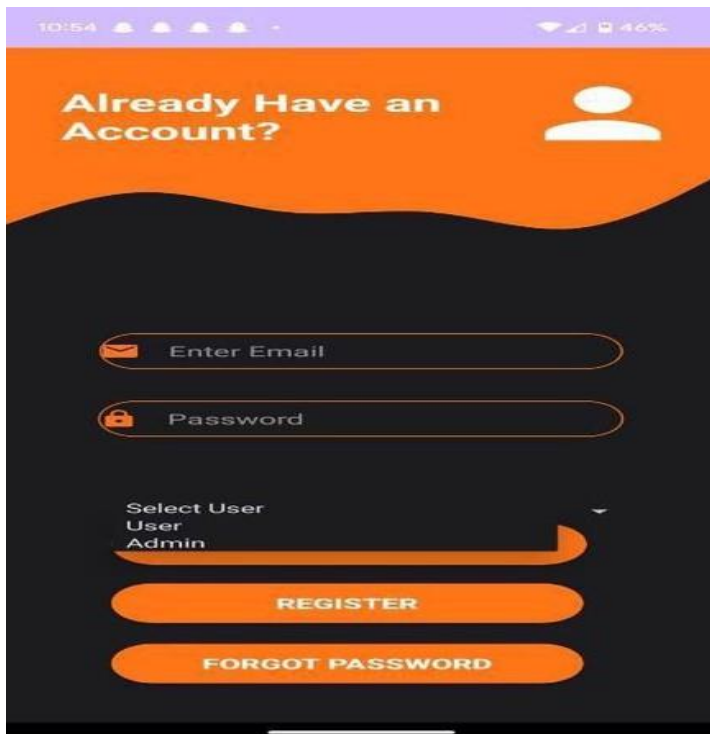 10:54
46%
Already Have an
Account?
Enter Email
Password
Select User
User
Admin
REGISTER
FORGOT PASSWORD